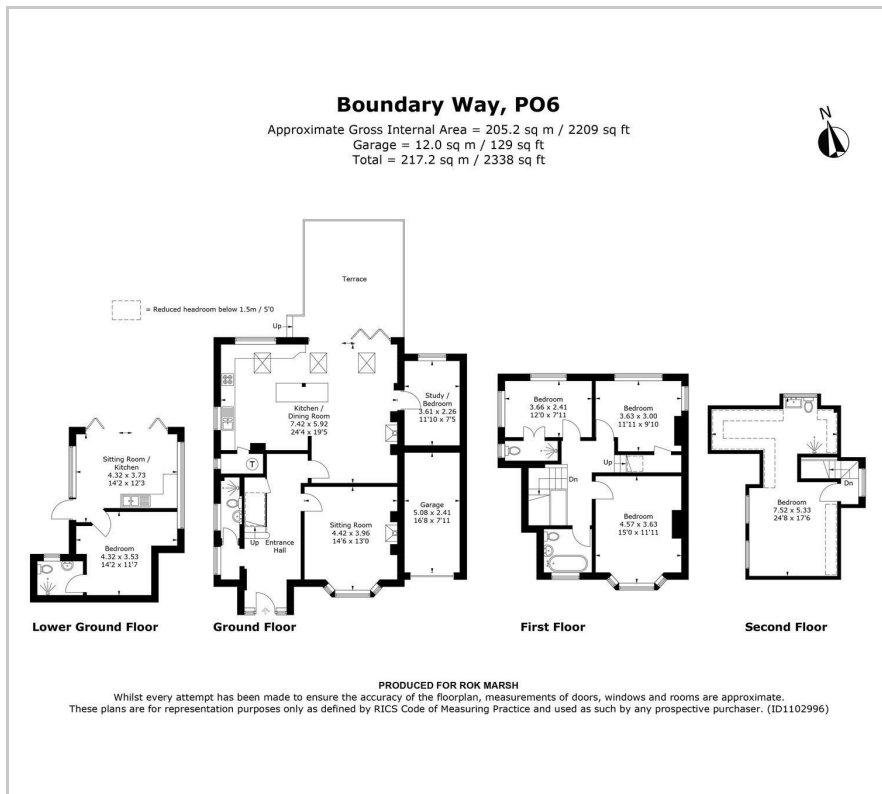 Boundary Way, PO6
Approximate Gross Internal Area = 205.2 sq m / 2209 sq ft
Garage = 12.0 sq m / 129 sq ft
Total = 217.2 sq m / 2338 sq ft
N
= Reduced headroom below 1.5m / 5'0
Sitting Room /
Kitchen
4.32 x 3.73
14'2 x 12'3
Bedroom
4.32 x 3.53
14'2 x 11'7
Lower Ground Floor
Terrace
Up
Kitchen /
Dining Room
7.42 x 5.92
24'4 x 19'5
Study /
Bedroom
3.61 x 2.26
11'10 x 7'5
T
Sitting Room
4.42 x 3.96
14'6 x 13'0
Garage
5.08 x 2.41
16'8 x 7'11
Up
Entrance
Hall
Ground Floor
Bedroom
3.66 x 2.41
12'0 x 7'11
Bedroom
3.63 x 3.00
11'11 x 9'10
Up
Dn
Bedroom
4.57 x 3.63
15'0 x 11'11
First Floor
Bedroom
7.52 x 5.33
24'8 x 17'6
Dn
Second Floor
PRODUCED FOR ROK MARSH
Whilst every attempt has been made to ensure the accuracy of the floorplan, measurements of doors, windows and rooms are approximate.
These plans are for representation purposes only as defined by RICS Code of Measuring Practice and used as such by any prospective purchaser. (ID1102996)